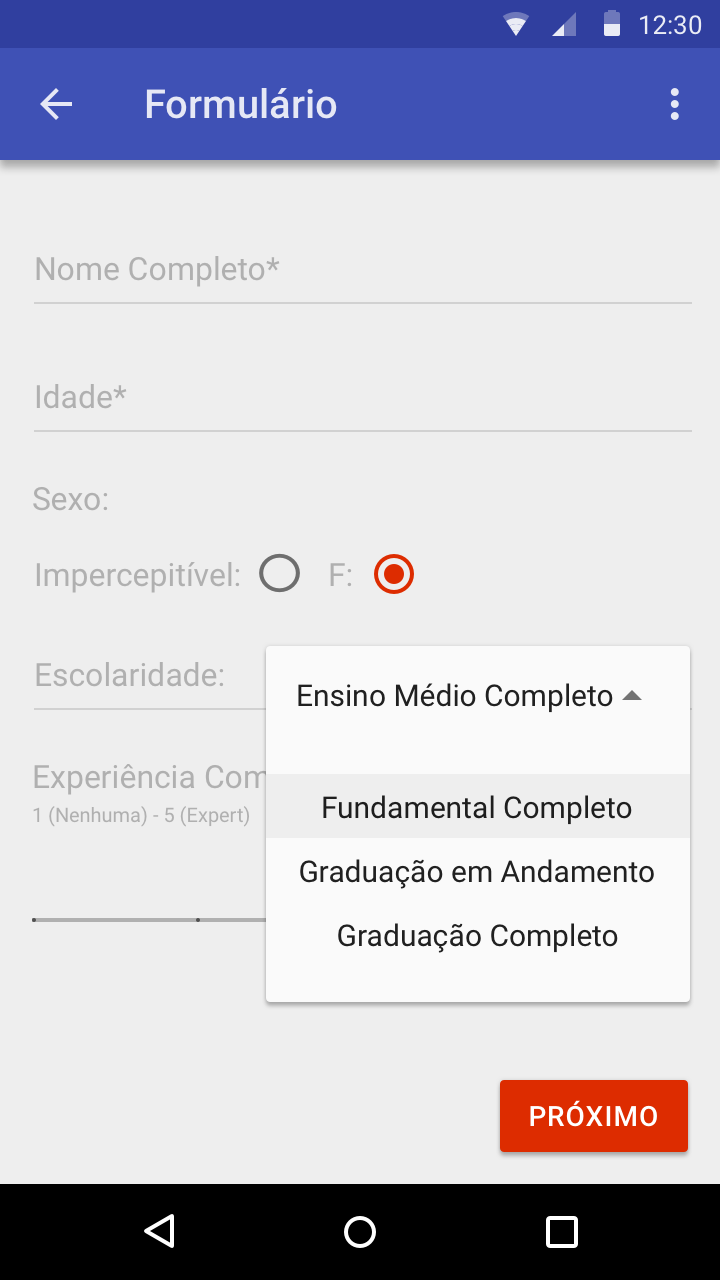 12:30
Formulário
Nome Completo*
Idade*
Sexo:
Impercepitível: F:
Escolaridade:
Ensino Médio Completo
Experiência Com
1 (Nenhuma) - 5 (Expert)
Fundamental Completo
Graduação em Andamento
Graduação Completo
PRÓXIMO